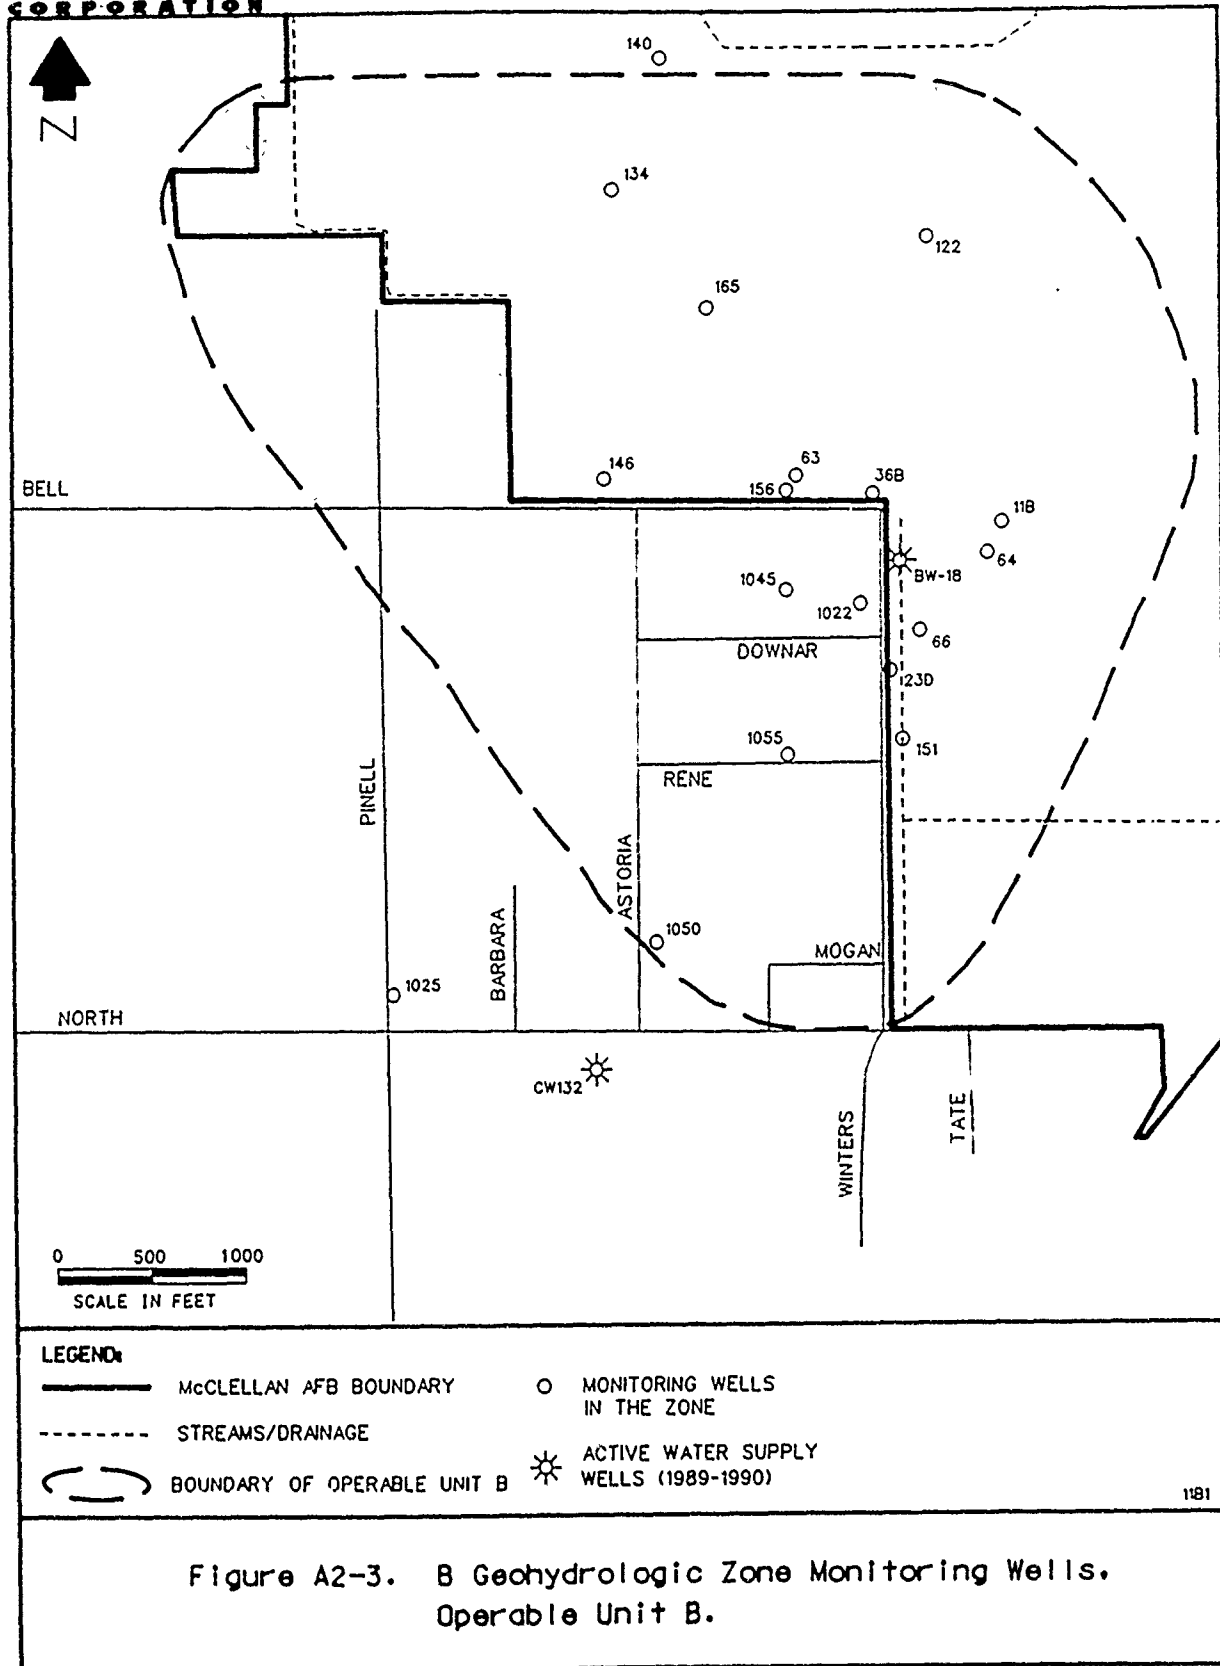 CORPORATION
N
140
134
122
165
146
63
156
36B
BELL
11B
64
BW-18
1045
1022
66
DOWNAR
23D
1055
151
RENE
PINELL
ASTORIA
BARBARA
1050
MOGAN
1025
NORTH
CW132
WINTERS
TATE
0 500 1000
SCALE IN FEET
LEGEND:
McCLELLAN AFB BOUNDARY
STREAMS/DRAINAGE
BOUNDARY OF OPERABLE UNIT B
MONITORING WELLS
IN THE ZONE
ACTIVE WATER SUPPLY
WELLS (1989-1990)
1181
Figure A2-3. B Geohydrologic Zone Monitoring Wells,
Operable Unit B.